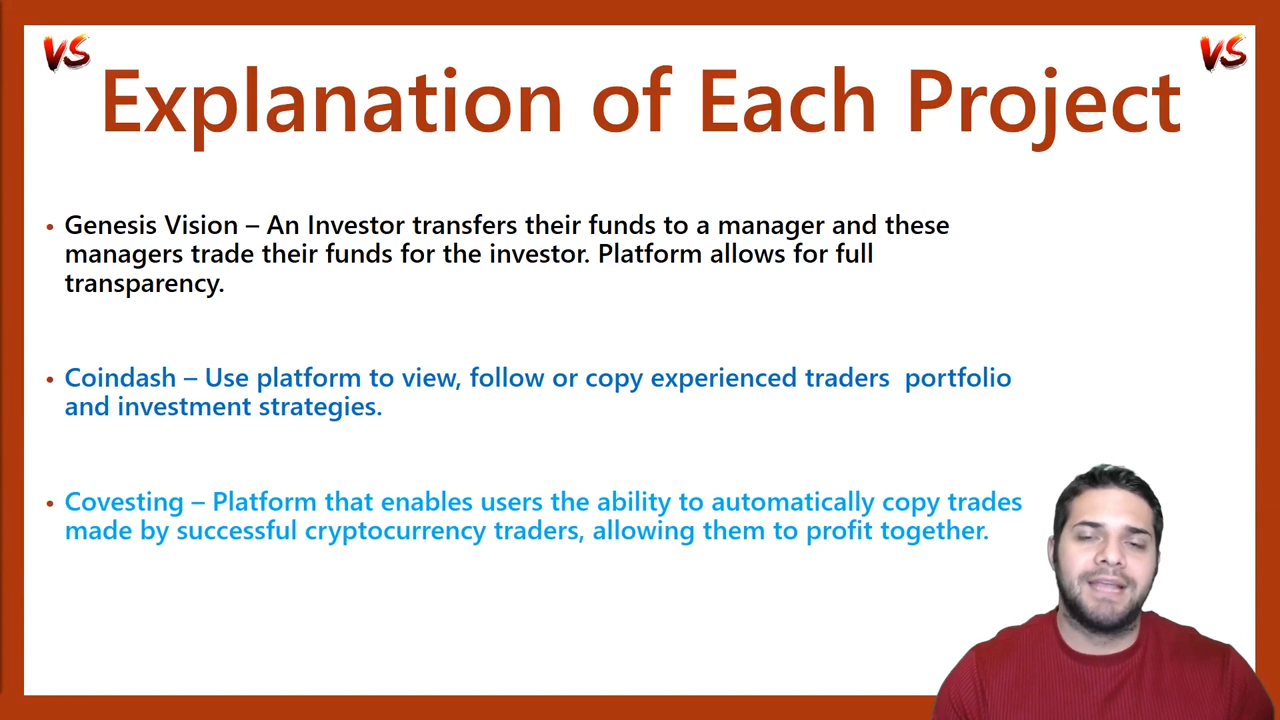 VS VS
Explanation of Each Project
• Genesis Vision – An Investor transfers their funds to a manager and these
managers trade their funds for the investor. Platform allows for full
transparency.
• Coindash – Use platform to view, follow or copy experienced traders  portfolio
and investment strategies.
• Covesting – Platform that enables users the ability to automatically copy trades
made by successful cryptocurrency traders, allowing them to profit together.